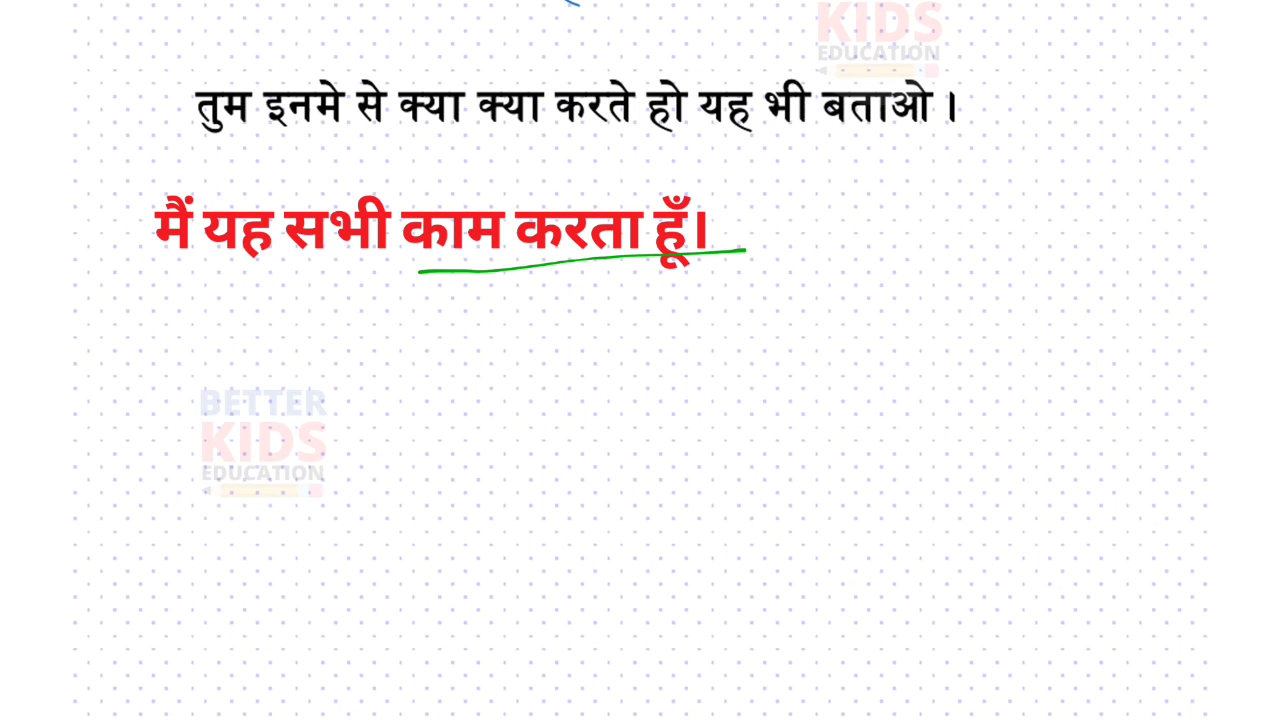 KIDS
EDUCATION
तुम इनमे से क्या क्या करते हो यह भी बताओ ।
मैं यह सभी काम करता हूँ।
BETTER
KIDS
EDUCATION